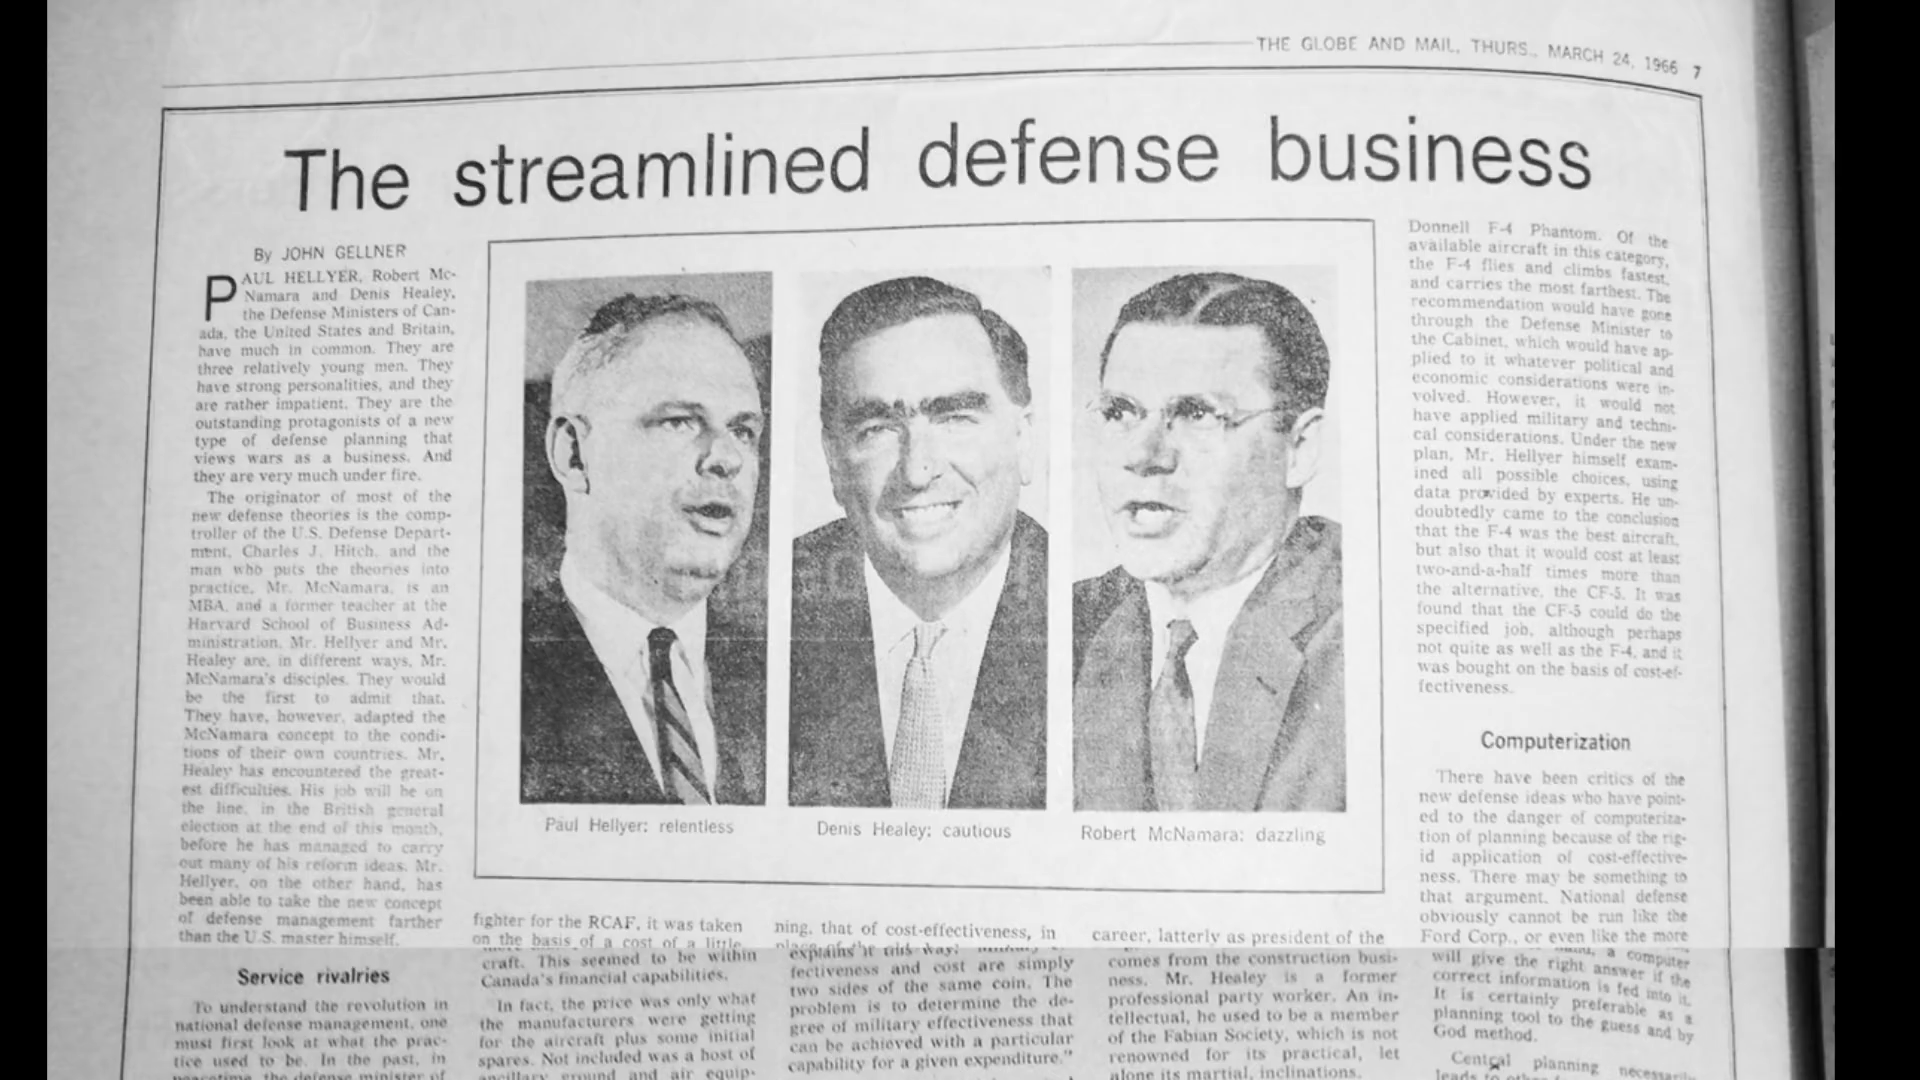 THE GLOBE AND MAIL, THURS., MARCH 24, 1966 7
The streamlined defense business
By JOHN GELLNER
PAUL HELLYER, Robert Mc-
Namara and Denis Healey,
the Defense Ministers of Can-
ada, the United States and Britain,
have much in common. They are
three relatively young men. They
have strong personalities, and they
are rather impatient. They are the
outstanding protagonists of a new
type of defense planning that
views wars as a business. And
they are very much under fire.
The originator of most of the
new defense theories is the comp-
troller of the U.S. Defense Depart-
ment, Charles J. Hitch, and the
man who puts the theories into
practice, Mr. McNamara, is an
MBA, and a former teacher at the
Harvard School of Business Ad-
ministration. Mr. Hellyer and Mr.
Healey are, in different ways, Mr.
McNamara's disciples. They would
be the first to admit that.
They have, however, adapted the
McNamara concept to the condi-
tions of their own countries. Mr.
Healey has encountered the great-
est difficulties. His job will be on
the line, in the British general
election at the end of this month,
before he has managed to carry
out many of his reform ideas. Mr.
Hellyer, on the other hand, has
been able to take the new concept
of defense management farther
than the U.S. master himself.
Service rivalries
To understand the revolution in
national defense management, one
must first look at what the prac-
tice used to be. In the past, in
peacetime, the defense minister of
Paul Hellyer: relentless
Denis Healey: cautious
Robert McNamara: dazzling
fighter for the RCAF, it was taken
on the basis of a cost of a little
craft. This seemed to be within
Canada's financial capabilities.
In fact, the price was only what
the manufacturers were getting
for the aircraft plus some initial
spares. Not included was a host of
ancillary ground and air equip-
ning, that of cost-effectiveness, in
explains it this way:
fectiveness and cost are simply
two sides of the same coin. The
problem is to determine the de-
gree of military effectiveness that
can be achieved with a particular
capability for a given expenditure."
career, latterly as president of the
comes from the construction busi-
ness. Mr. Healey is a former
professional party worker. An in-
tellectual, he used to be a member
of the Fabian Society, which is not
renowned for its practical, let
alone its martial, inclinations.
Donnell F-4 Phantom. Of the
available aircraft in this category,
the F-4 flies and climbs fastest,
and carries the most farthest. The
recommendation would have gone
through the Defense Minister to
the Cabinet, which would have ap-
plied to it whatever political and
economic considerations were in-
volved. However, it would not
have applied military and techni-
cal considerations. Under the new
plan, Mr. Hellyer himself exam-
ined all possible choices, using
data provided by experts. He un-
doubtedly came to the conclusion
that the F-4 was the best aircraft,
but also that it would cost at least
two-and-a-half times more than
the alternative, the CF-5. It was
found that the CF-5 could do the
specified job, although perhaps
not quite as well as the F-4, and it
was bought on the basis of cost-ef-
fectiveness.
Computerization
There have been critics of the
new defense ideas who have point-
ed to the danger of computeriza-
tion of planning because of the rig-
id application of cost-effective-
ness. There may be something to
that argument. National defense
obviously cannot be run like the
Ford Corp., or even like the more
a computer
will give the right answer if the
correct information is fed into it.
It is certainly preferable as a
planning tool to the guess and by
God method.
Central planning necessarily
leads to